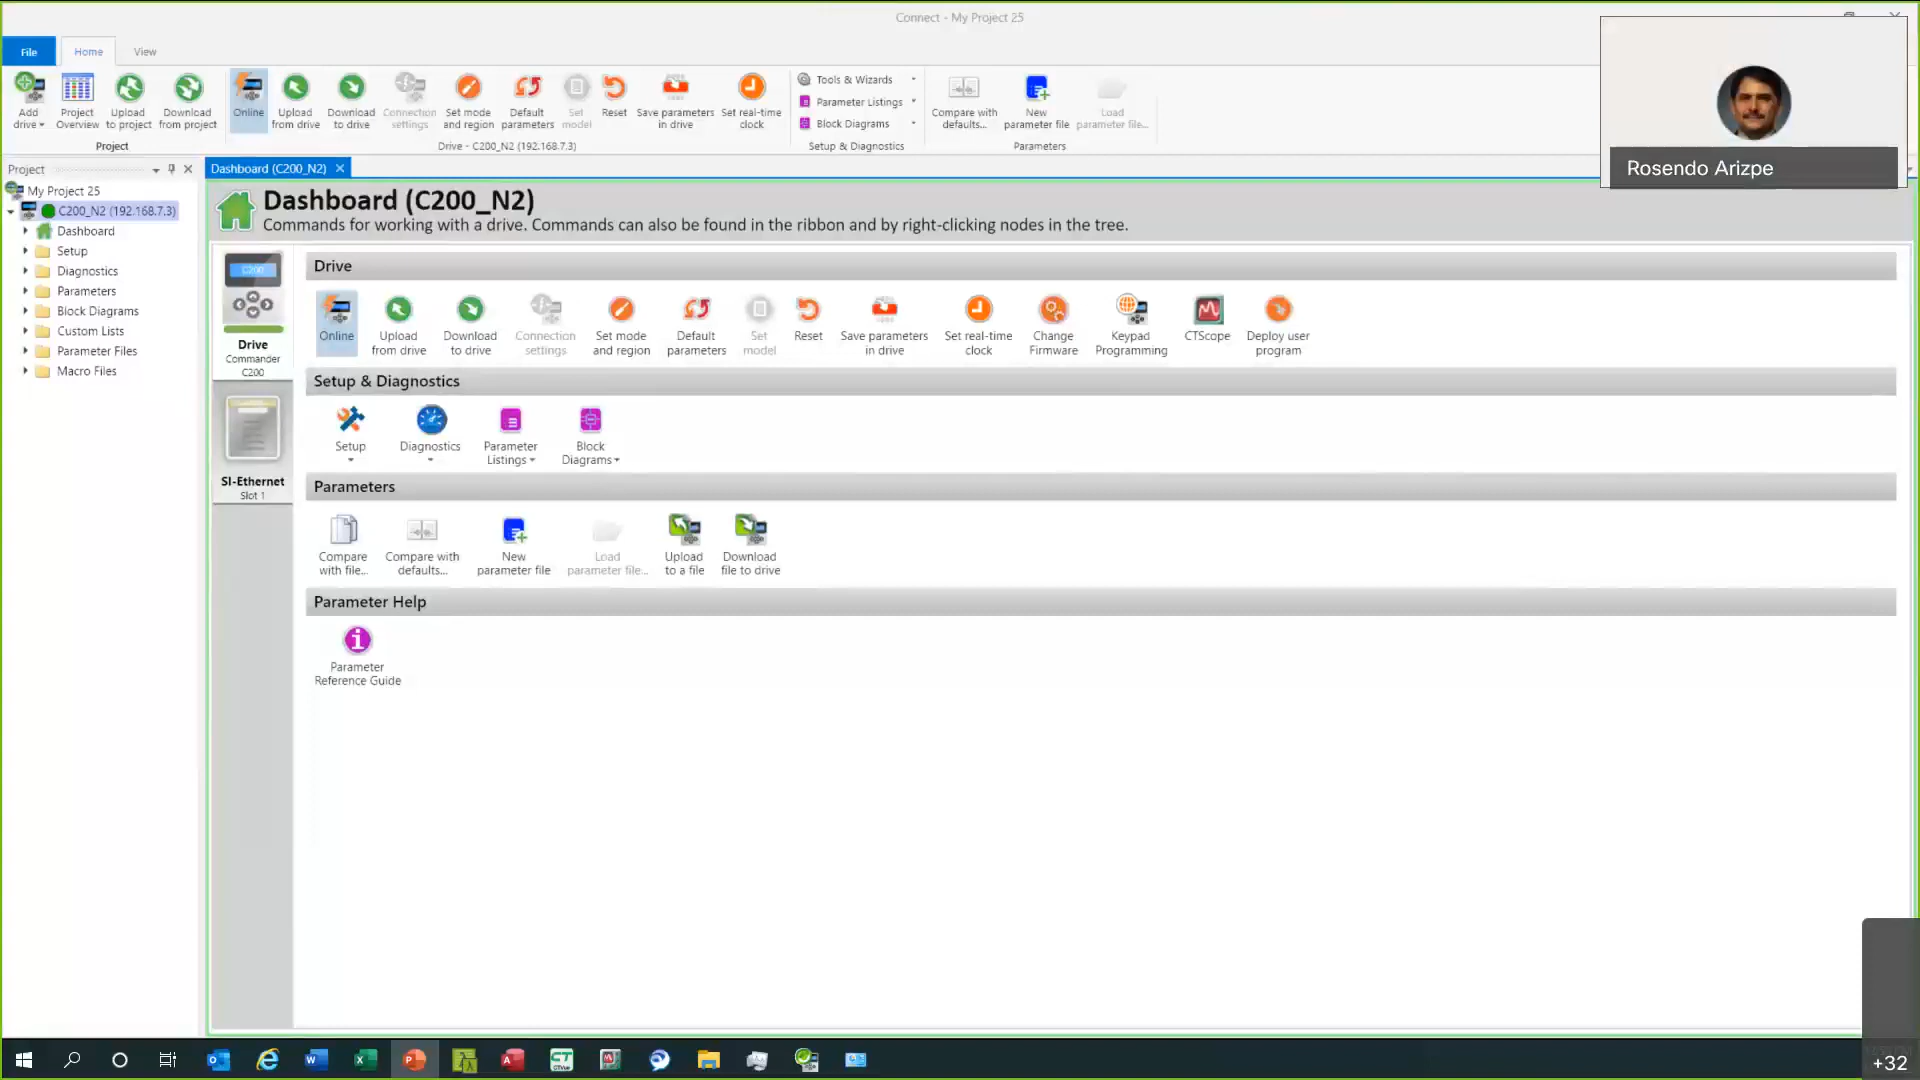 Connect - My Project 25
File
Home
View
Add
drive
Project
Overview
Upload
to project
Download
from project
Project
Online
Upload
from drive
Download
to drive
Connection
settings
Set mode
and region
Default
parameters
Set
model
Reset
Save parameters
in drive
Set real-time
clock
Drive - C200_N2 (192.168.7.3)
Tools & Wizards
Parameter Listings
Block Diagrams
Setup & Diagnostics
Compare with
defaults...
New
parameter file
Load
parameter file...
Parameters
Rosendo Arizpe
Project
My Project 25
C200_N2 (192.168.7.3)
Dashboard
Setup
Diagnostics
Parameters
Block Diagrams
Custom Lists
Parameter Files
Macro Files
Dashboard (C200_N2)
Dashboard (C200_N2)
Commands for working with a drive. Commands can also be found in the ribbon and by right-clicking nodes in the tree.
C200
Drive
Commander
C200
SI-Ethernet
Slot 1
Drive
Online
Upload
from drive
Download
to drive
Connection
settings
Set mode
and region
Default
parameters
Set
model
Reset
Save parameters
in drive
Set real-time
clock
Change
Firmware
Keypad
Programming
CTScope
Deploy user
program
Setup & Diagnostics
Setup
Diagnostics
Parameter
Listings
Block
Diagrams
Parameters
Compare
with file...
Compare with
defaults...
New
parameter file
Load
parameter file...
Upload
to a file
Download
file to drive
Parameter Help
Parameter
Reference Guide
+32